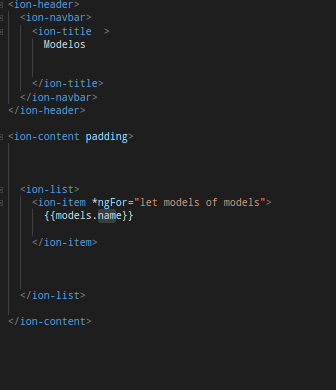 <ion-header>
<ion-navbar>
<ion-title >
Modelos
</ion-title>
</ion-navbar>
</ion-header>
<ion-content padding>
<ion-list>
<ion-item *ngFor="let models of models">
{{models.name}}
</ion-item>
</ion-list>
</ion-content>